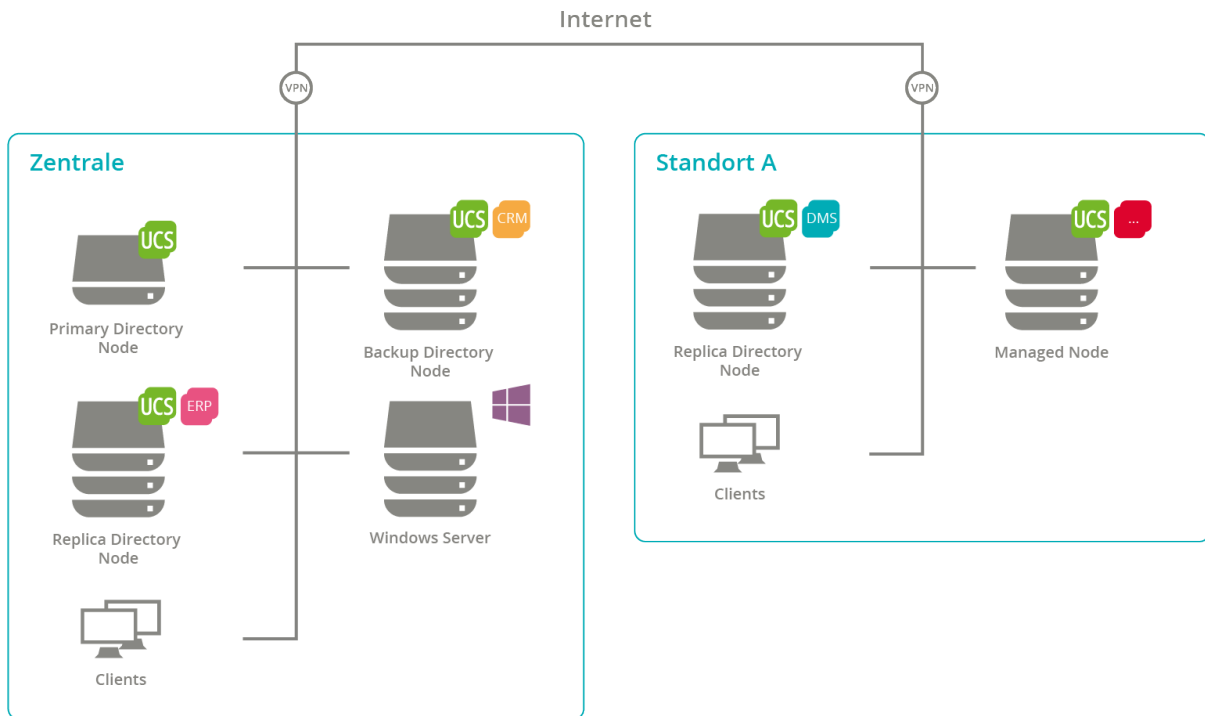 Internet
VPN
VPN
Zentrale
UCS
Primary Directory
Node
UCS
CRM
Backup Directory
Node
UCS
ERP
Replica Directory
Node
Windows Server
Clients
Standort A
UCS
DMS
Replica Directory
Node
UCS
...
Managed Node
Clients